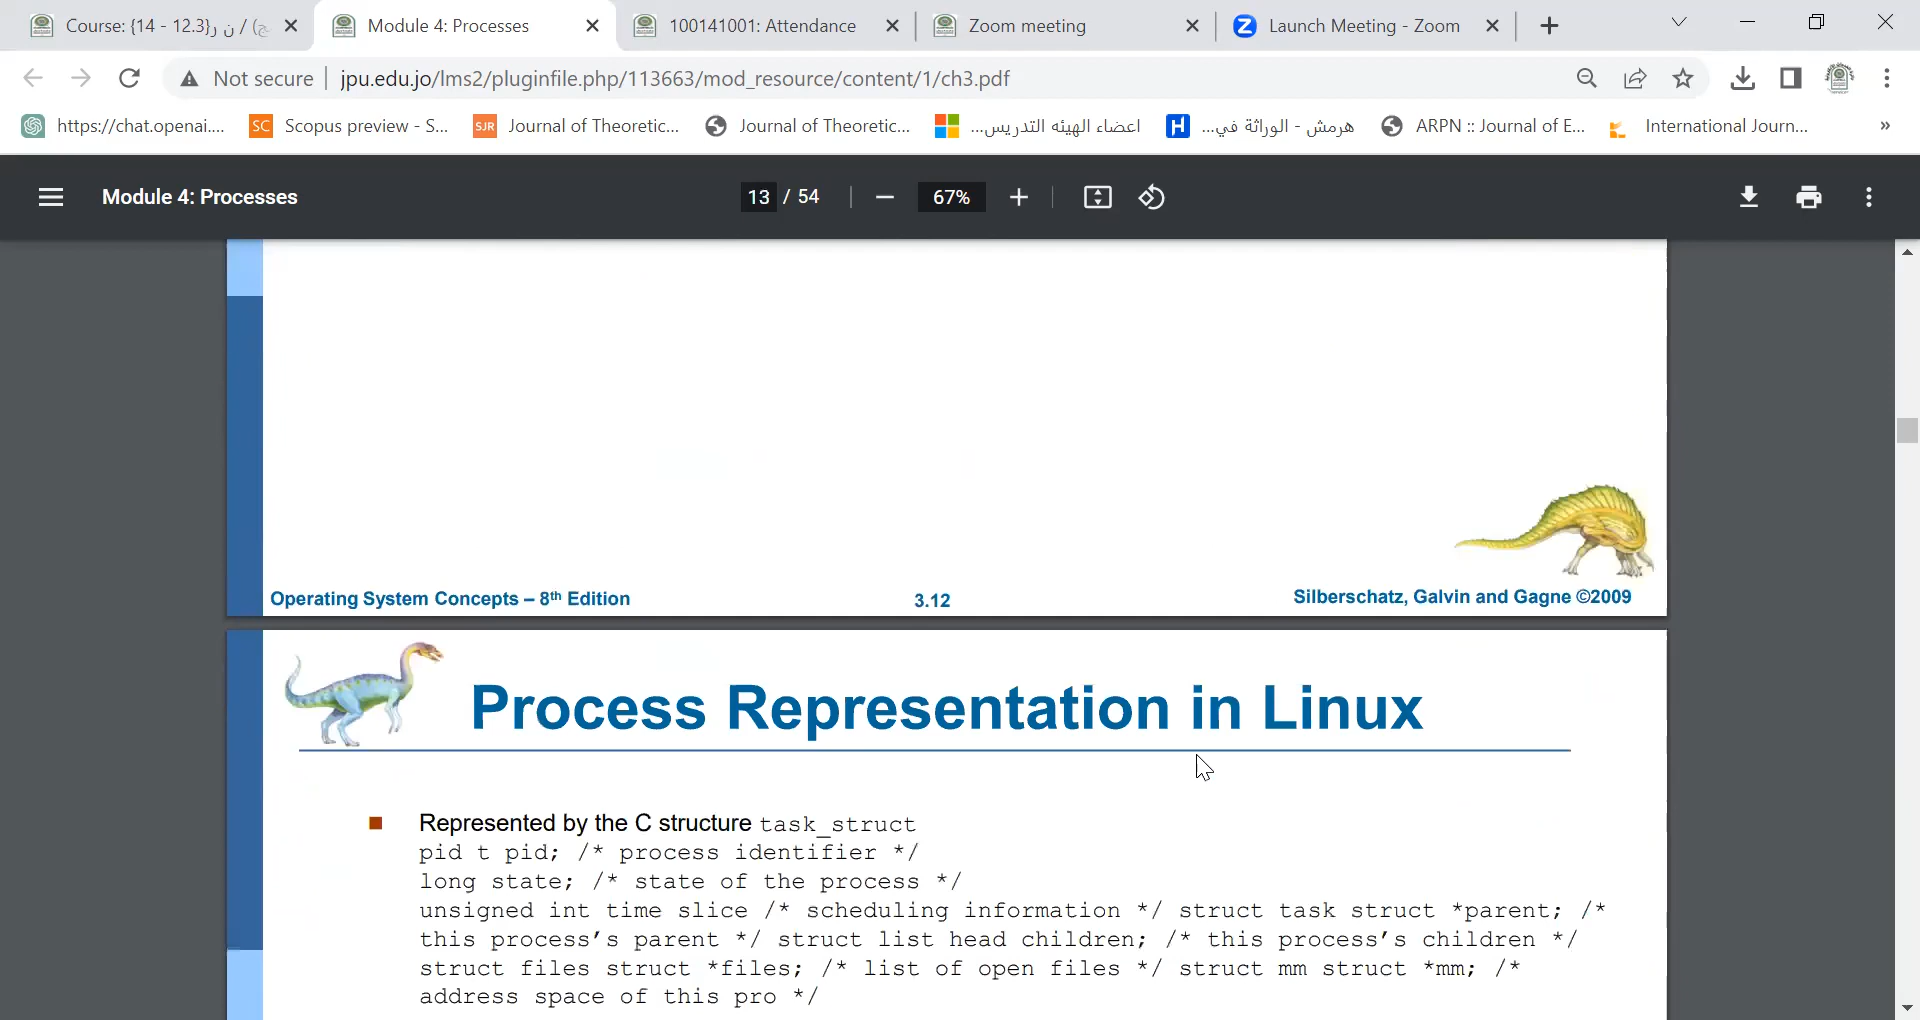 Course: {14 - 12.3}ج) / ن ر)
Module 4: Processes
100141001: Attendance
Zoom meeting
Launch Meeting - Zoom
Not secure
jpu.edu.jo/lms2/pluginfile.php/113663/mod_resource/content/1/ch3.pdf
https://chat.openai....
SC
Scopus preview - S...
SJR
Journal of Theoretic...
Journal of Theoretic...
اعضاء الهيئه التدريس...
H
هرمش - الوراثة في...
ARPN :: Journal of E...
International Journ...
»
Module 4: Processes
13 / 54
67%
Operating System Concepts – 8th Edition
3.12
Silberschatz, Galvin and Gagne ©2009
Process Representation in Linux
Represented by the C structure task_struct
pid t pid; /* process identifier */
long state; /* state of the process */
unsigned int time slice /* scheduling information */ struct task struct *parent; /*
this process’s parent */ struct list head children; /* this process’s children */
struct files struct *files; /* list of open files */ struct mm struct *mm; /*
address space of this pro */